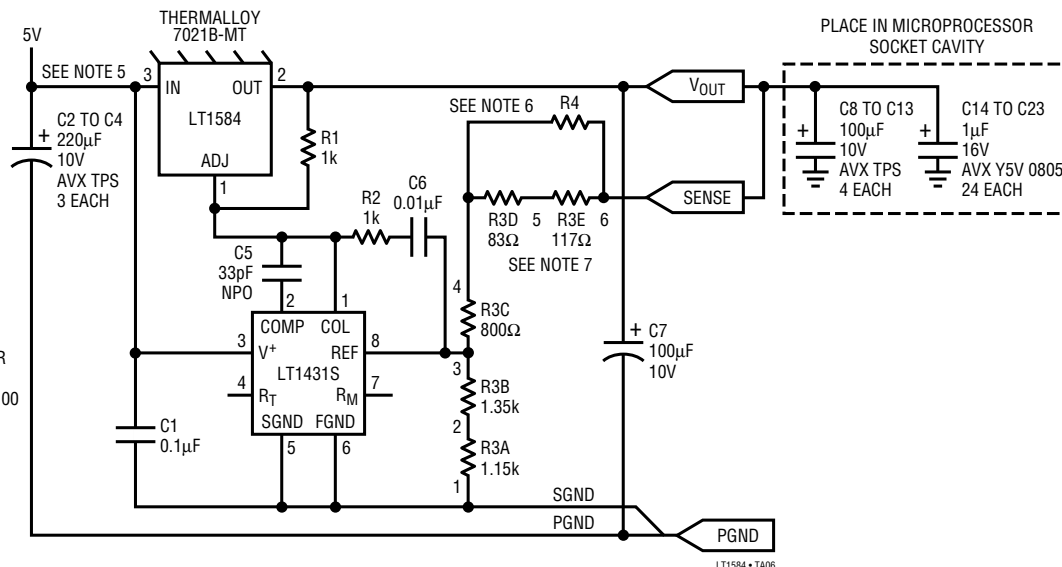 THERMALLOY
7021B-MT
5V
SEE NOTE 5
3
IN
OUT
2
LT1584
ADJ
1
C2 TO C4
220µF
10V
AVX TPS
3 EACH
+
R1
1k
SEE NOTE 6
R4
VOUT
PLACE IN MICROPROCESSOR
SOCKET CAVITY
+
C8 TO C13
100µF
10V
AVX TPS
4 EACH
+
C14 TO C23
1µF
16V
AVX Y5V 0805
24 EACH
R2
1k
C6
0.01µF
R3D
83Ω
5
R3E
117Ω
6
SENSE
SEE NOTE 7
C5
33pF
NPO
2
1
COMP
COL
4
R3C
800Ω
3
V+
REF
8
LT1431S
4
RT
RM
7
SGND
FGND
5
6
3
R3B
1.35k
2
R3A
1.15k
1
+
C7
100µF
10V
R
00
C1
0.1µF
SGND
PGND
PGND
LT1584 • TA06